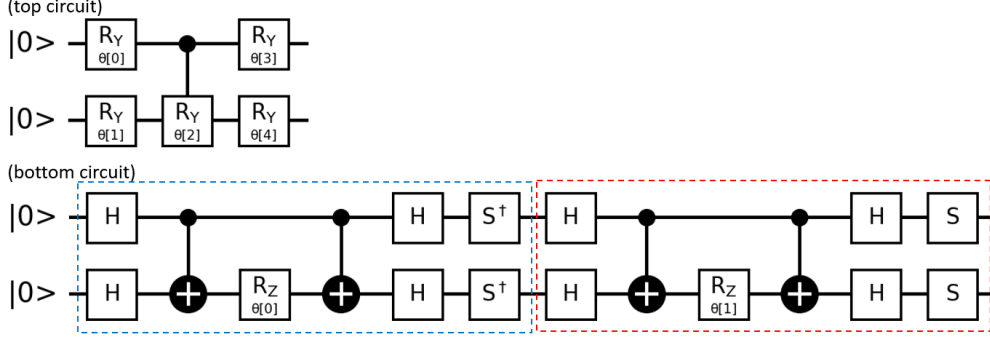 (top circuit)
|0> R_Y θ[0] R_Y θ[3]
|0> R_Y θ[1] R_Y θ[2] R_Y θ[4]
(bottom circuit)
|0> H H S† H H S
|0> H R_Z θ[0] H S† H R_Z θ[1] H S